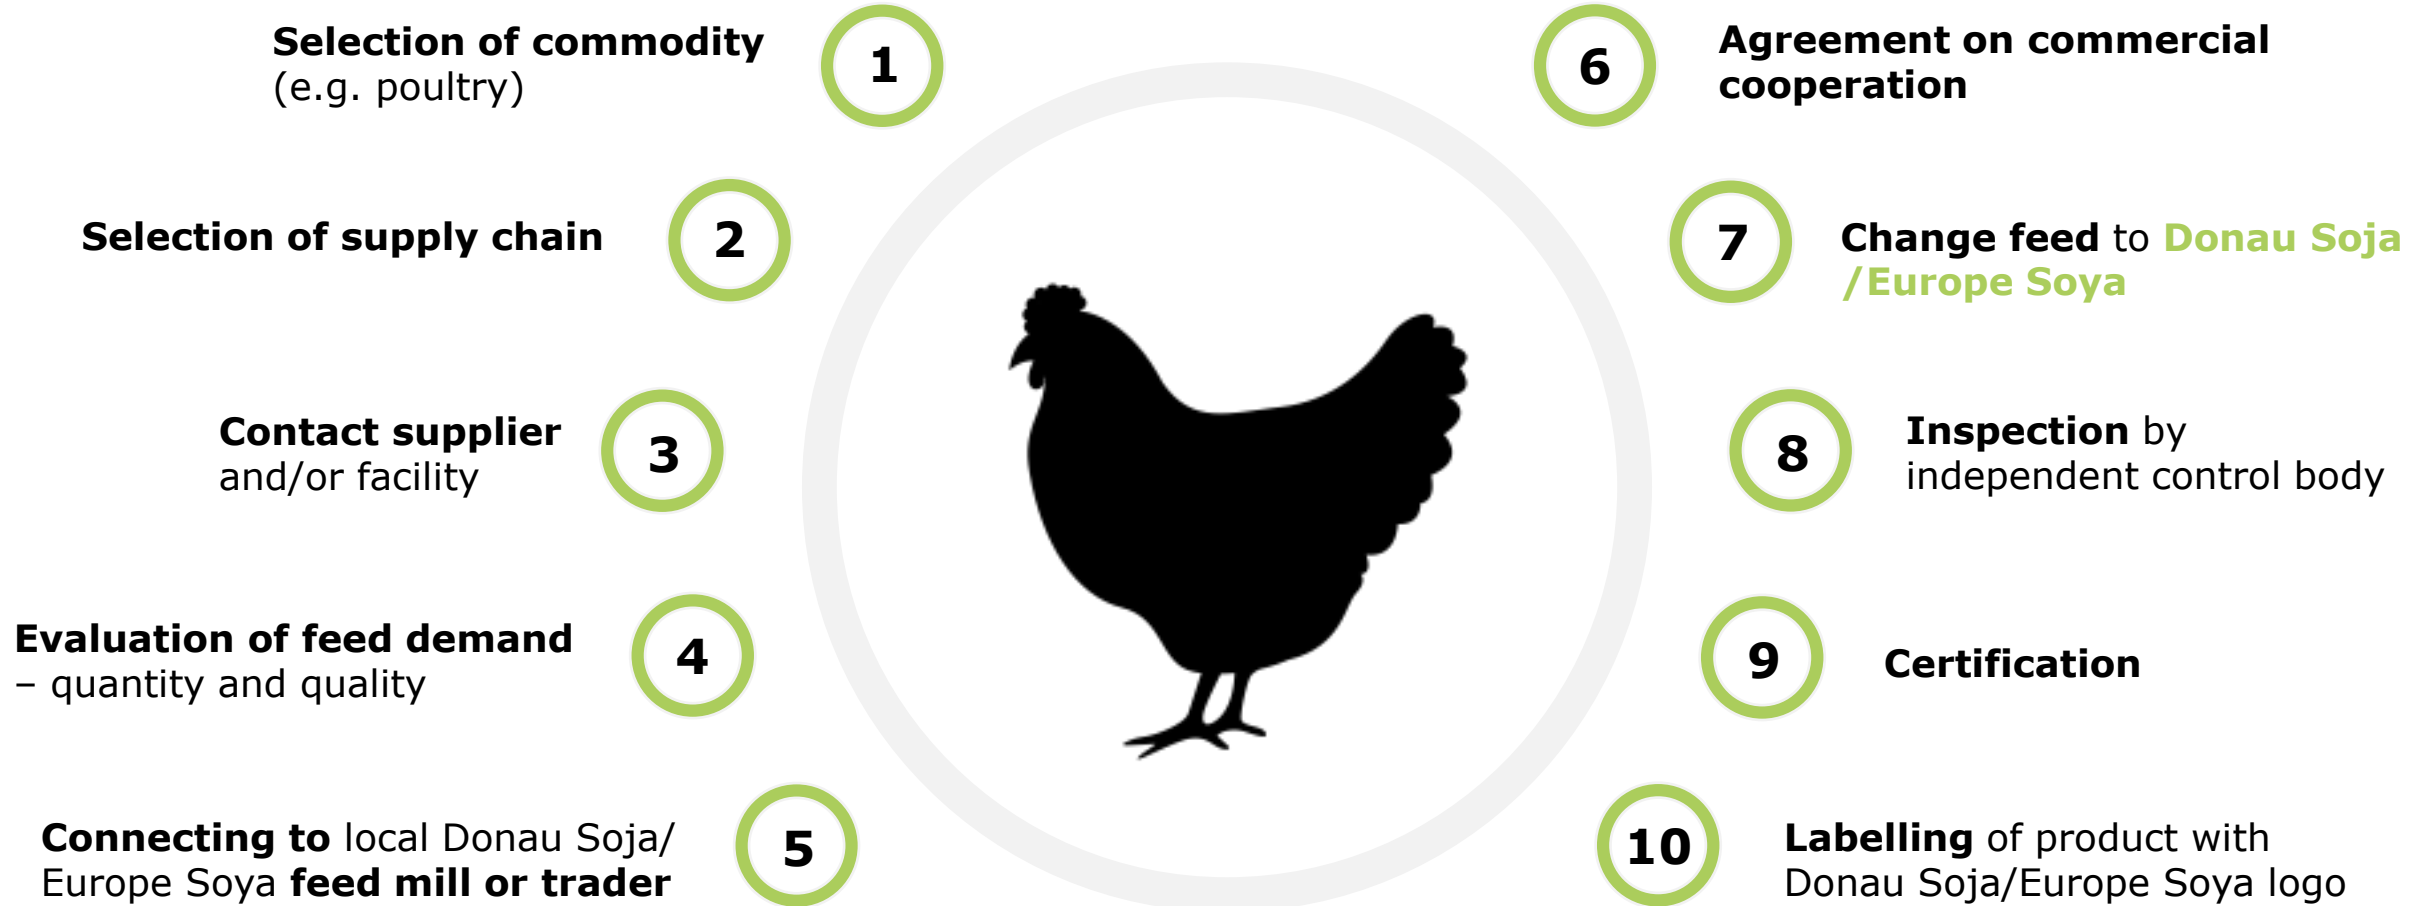 1
Selection of commodity
(e.g. poultry)
2
Selection of supply chain
3
Contact supplier
and/or facility
4
Evaluation of feed demand
– quantity and quality
5
Connecting to local Donau Soja/
Europe Soya feed mill or trader
6
Agreement on commercial
cooperation
7
Change feed to Donau Soja
/Europe Soya
8
Inspection by
independent control body
9
Certification
10
Labelling of product with
Donau Soja/Europe Soya logo